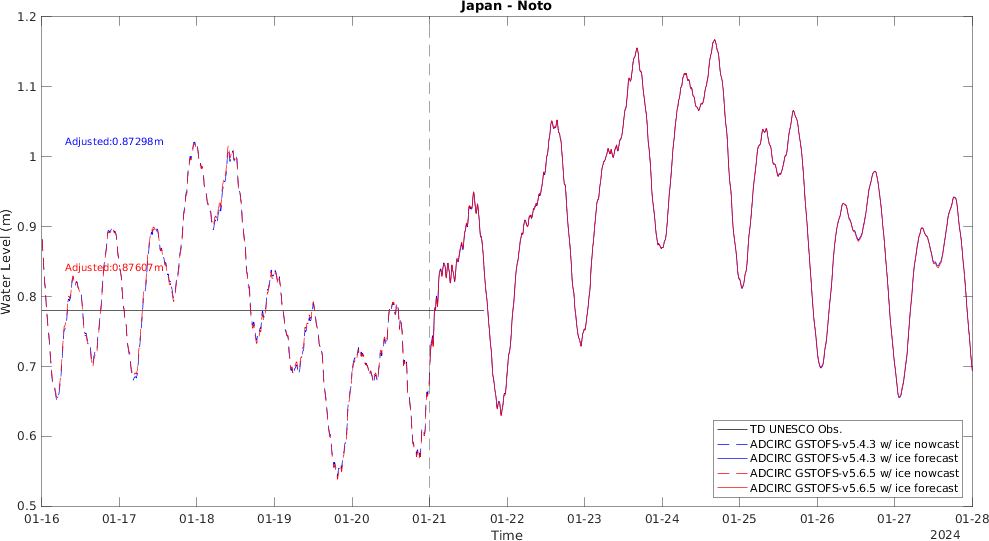 Japan - Noto
1.2
1.1
1
0.9
0.8
0.7
0.6
0.5
Water Level (m)
Adjusted:0.87298m
Adjusted:0.87607m
TD UNESCO Obs.
ADCIRC GSTOFS-v5.4.3 w/ ice nowcast
ADCIRC GSTOFS-v5.4.3 w/ ice forecast
ADCIRC GSTOFS-v5.6.5 w/ ice nowcast
ADCIRC GSTOFS-v5.6.5 w/ ice forecast
01-16 01-17 01-18 01-19 01-20 01-21 01-22 01-23 01-24 01-25 01-26 01-27 01-28
Time
2024